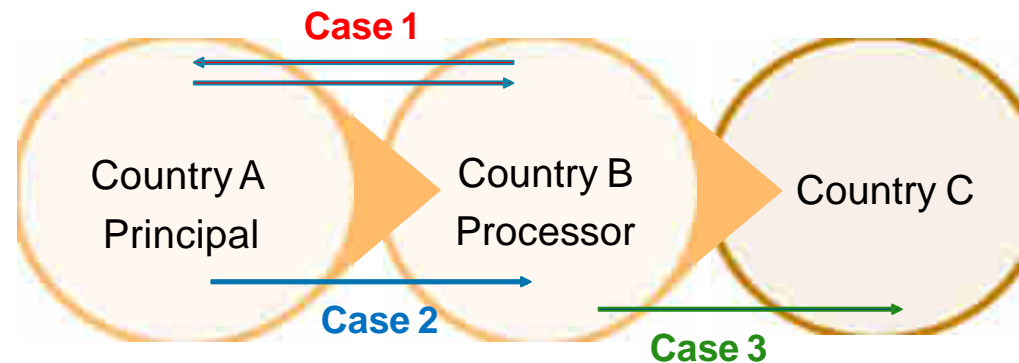 Case 1
Country A
Principal
Country B
Processor
Country C
Case 2
Case 3